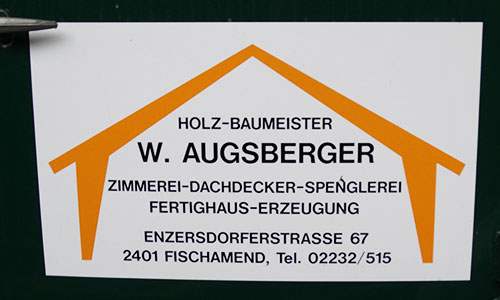 HOLZ-BAUMEISTER
W. AUGSBERGER
ZIMMEREI-DACHDECKER-SPENGLEREI
FERTIGHAUS-ERZEUGUNG
ENZERSDORFERSTRASSE 67
2401 FISCHAMEND, Tel. 02232/515